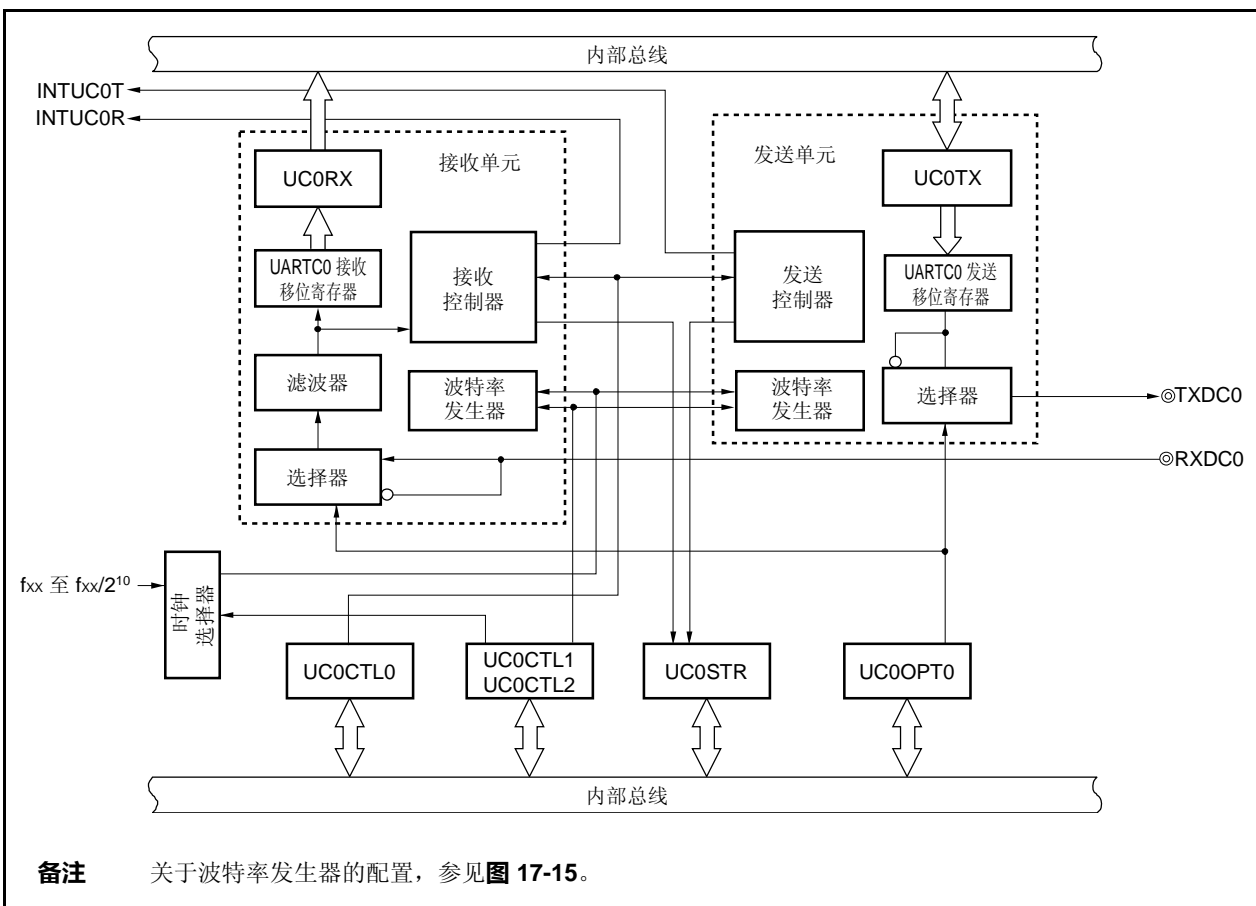 内部总线
INTUC0T
INTUC0R
接收单元
发送单元
UC0RX
UC0TX
UARTC0 接收
移位寄存器
接收
控制器
发送
控制器
UARTC0 发送
移位寄存器
滤波器
波特率
发生器
波特率
发生器
选择器
TXDC0
选择器
RXDC0
fxx 至 fxx/2¹⁰
时钟
选择器
UC0CTL0
UC0CTL1
UC0CTL2
UC0STR
UC0OPT0
内部总线
备注 关于波特率发生器的配置，参见图 17-15。